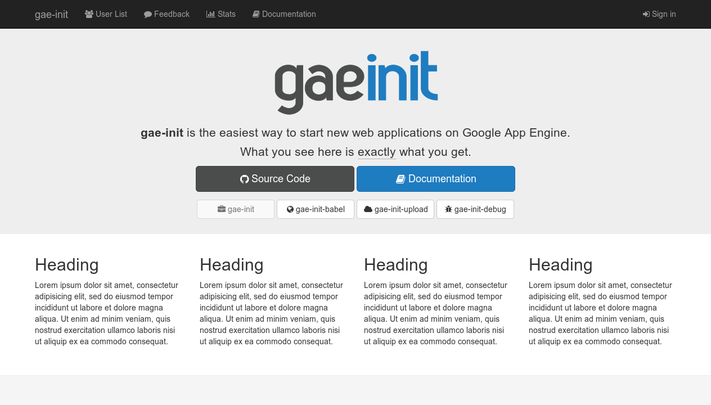 gae-init User List Feedback Stats Documentation Sign in
gaeinit
gae-init is the easiest way to start new web applications on Google App Engine.
What you see here is exactly what you get.
Source Code Documentation
gae-init gae-init-babel gae-init-upload gae-init-debug
Heading
Lorem ipsum dolor sit amet, consectetur
adipisicing elit, sed do eiusmod tempor
incididunt ut labore et dolore magna
aliqua. Ut enim ad minim veniam, quis
nostrud exercitation ullamco laboris nisi
ut aliquip ex ea commodo consequat.
Heading
Lorem ipsum dolor sit amet, consectetur
adipisicing elit, sed do eiusmod tempor
incididunt ut labore et dolore magna
aliqua. Ut enim ad minim veniam, quis
nostrud exercitation ullamco laboris nisi
ut aliquip ex ea commodo consequat.
Heading
Lorem ipsum dolor sit amet, consectetur
adipisicing elit, sed do eiusmod tempor
incididunt ut labore et dolore magna
aliqua. Ut enim ad minim veniam, quis
nostrud exercitation ullamco laboris nisi
ut aliquip ex ea commodo consequat.
Heading
Lorem ipsum dolor sit amet, consectetur
adipisicing elit, sed do eiusmod tempor
incididunt ut labore et dolore magna
aliqua. Ut enim ad minim veniam, quis
nostrud exercitation ullamco laboris nisi
ut aliquip ex ea commodo consequat.